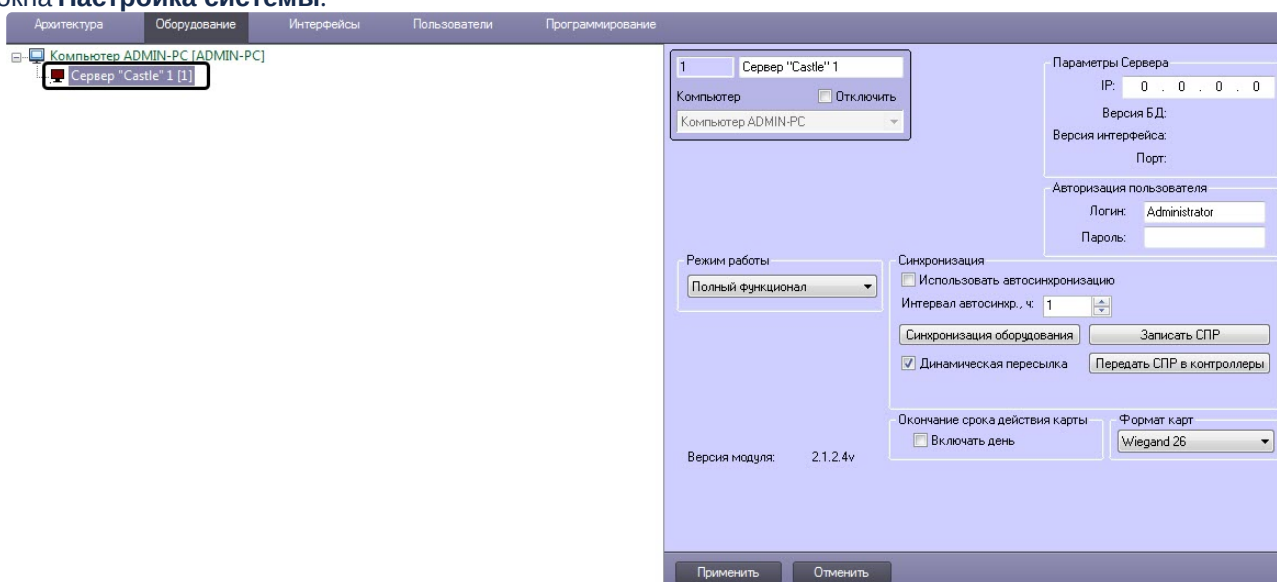 окна Настройка системы.
Архитектура Оборудование Интерфейсы Пользователи Программирование
Компьютер ADMIN-PC [ADMIN-PC]
Сервер "Castle" 1 [1]
1 Сервер "Castle" 1
Компьютер Отключить
Компьютер ADMIN-PC
Параметры Сервера
IP: 0 . 0 . 0 . 0
Версия БД:
Версия интерфейса:
Порт:
Авторизация пользователя
Логин: Administrator
Пароль:
Режим работы
Полный функционал
Синхронизация
Использовать автосинхронизацию
Интервал автосинхр., ч: 1
Синхронизация оборудования Записать СПР
Динамическая пересылка Передать СПР в контроллеры
Окончание срока действия карты
Включать день
Формат карт
Wiegand 26
Версия модуля: 2.1.2.4v
Применить Отменить